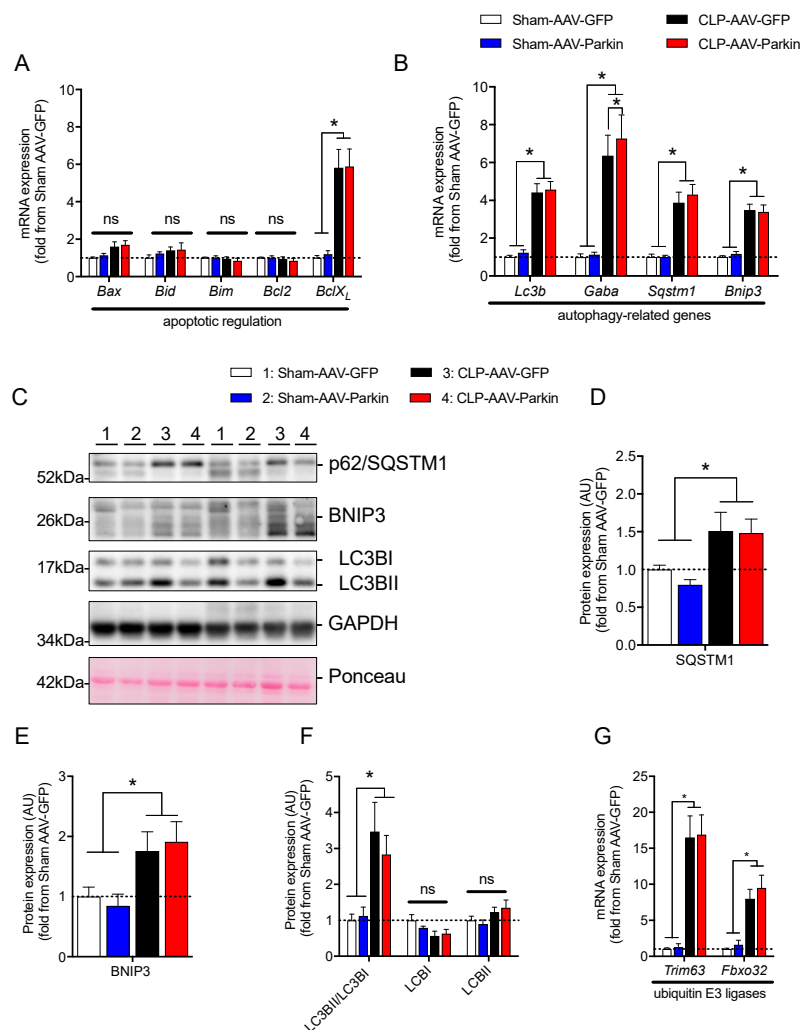 Sham-AAV-GFP CLP-AAV-GFP
Sham-AAV-Parkin CLP-AAV-Parkin
A
mRNA expression
(fold from Sham AAV-GFP)
10
8
6
4
2
0
ns ns ns ns *
Bax Bid Bim Bcl2 BclXL
apoptotic regulation
B
mRNA expression
(fold from Sham AAV-GFP)
10
8
6
4
2
0
* * * * *
Lc3b Gaba Sqstm1 Bnip3
autophagy-related genes
1: Sham-AAV-GFP 3: CLP-AAV-GFP
2: Sham-AAV-Parkin 4: CLP-AAV-Parkin
C
1 2 3 4 1 2 3 4
52kDa- -p62/SQSTM1
26kDa- -BNIP3
17kDa- -LC3BI
-LC3BII
34kDa- -GAPDH
42kDa- -Ponceau
D
Protein expression (AU)
(fold from Sham AAV-GFP)
2.5
2.0
1.5
1.0
0.5
0.0
*
SQSTM1
E
Protein expression (AU)
(fold from Sham AAV-GFP)
3
2
1
0
*
BNIP3
F
Protein expression (AU)
(fold from Sham AAV-GFP)
5
4
3
2
1
0
* ns ns
LC3BII/LC3BI LCBI LCBII
G
mRNA expression
(fold from Sham AAV-GFP)
25
20
15
10
5
0
* *
Trim63 Fbxo32
ubiquitin E3 ligases